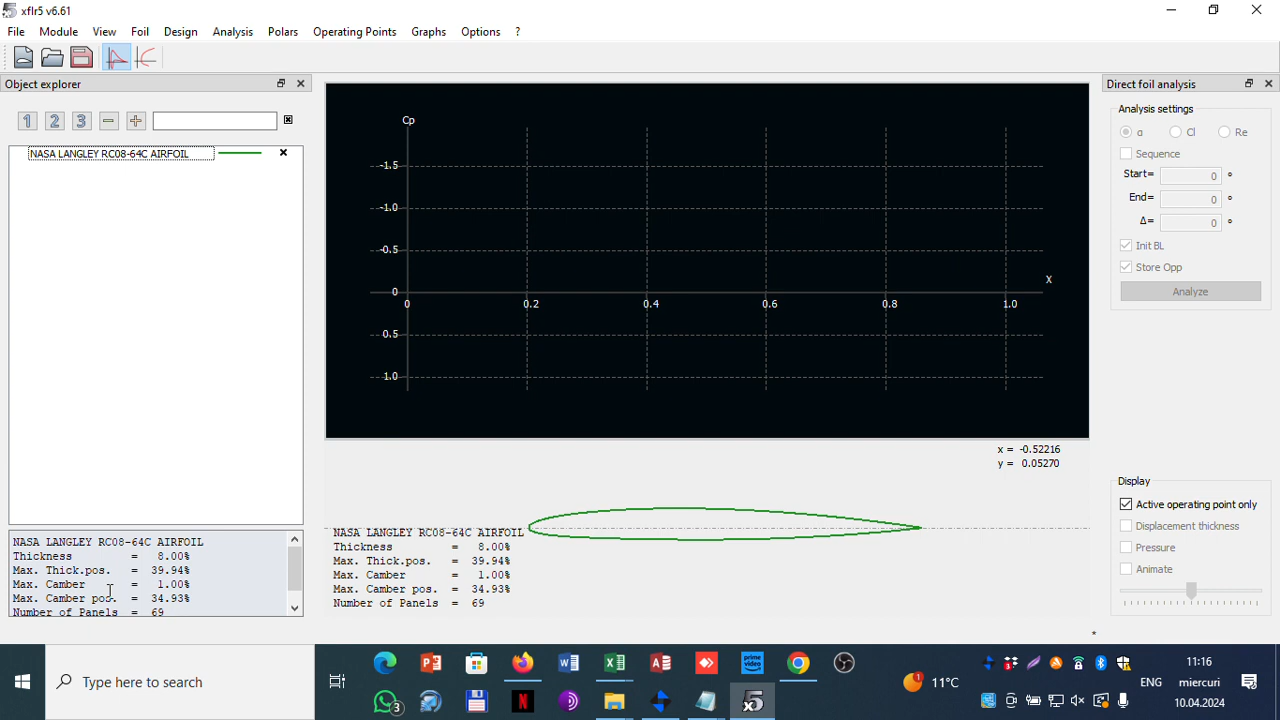 xflr5 v6.61
File Module View Foil Design Analysis Polars Operating Points Graphs Options ?
Object explorer
1 2 3
NASA LANGLEY RC08-64C AIRFOIL
NASA LANGLEY RC08-64C AIRFOIL
Thickness = 8.00%
Max. Thick.pos. = 39.94%
Max. Camber = 1.00%
Max. Camber pos. = 34.93%
Number of Panels = 69
Cp
-1.5
-1.0
-0.5
0
0.5
1.0
X
0 0.2 0.4 0.6 0.8 1.0
x = -0.52216
y = 0.05270
NASA LANGLEY RC08-64C AIRFOIL
Thickness = 8.00%
Max. Thick.pos. = 39.94%
Max. Camber = 1.00%
Max. Camber pos. = 34.93%
Number of Panels = 69
Direct foil analysis
Analysis settings
α Cl Re
Sequence
Start= 0 °
End= 0 °
Δ= 0 °
Init BL
Store Opp
Analyze
Display
Active operating point only
Displacement thickness
Pressure
Animate
*
Type here to search
prime video
3
N
x5
11°C
ENG
11:16
miercuri
10.04.2024